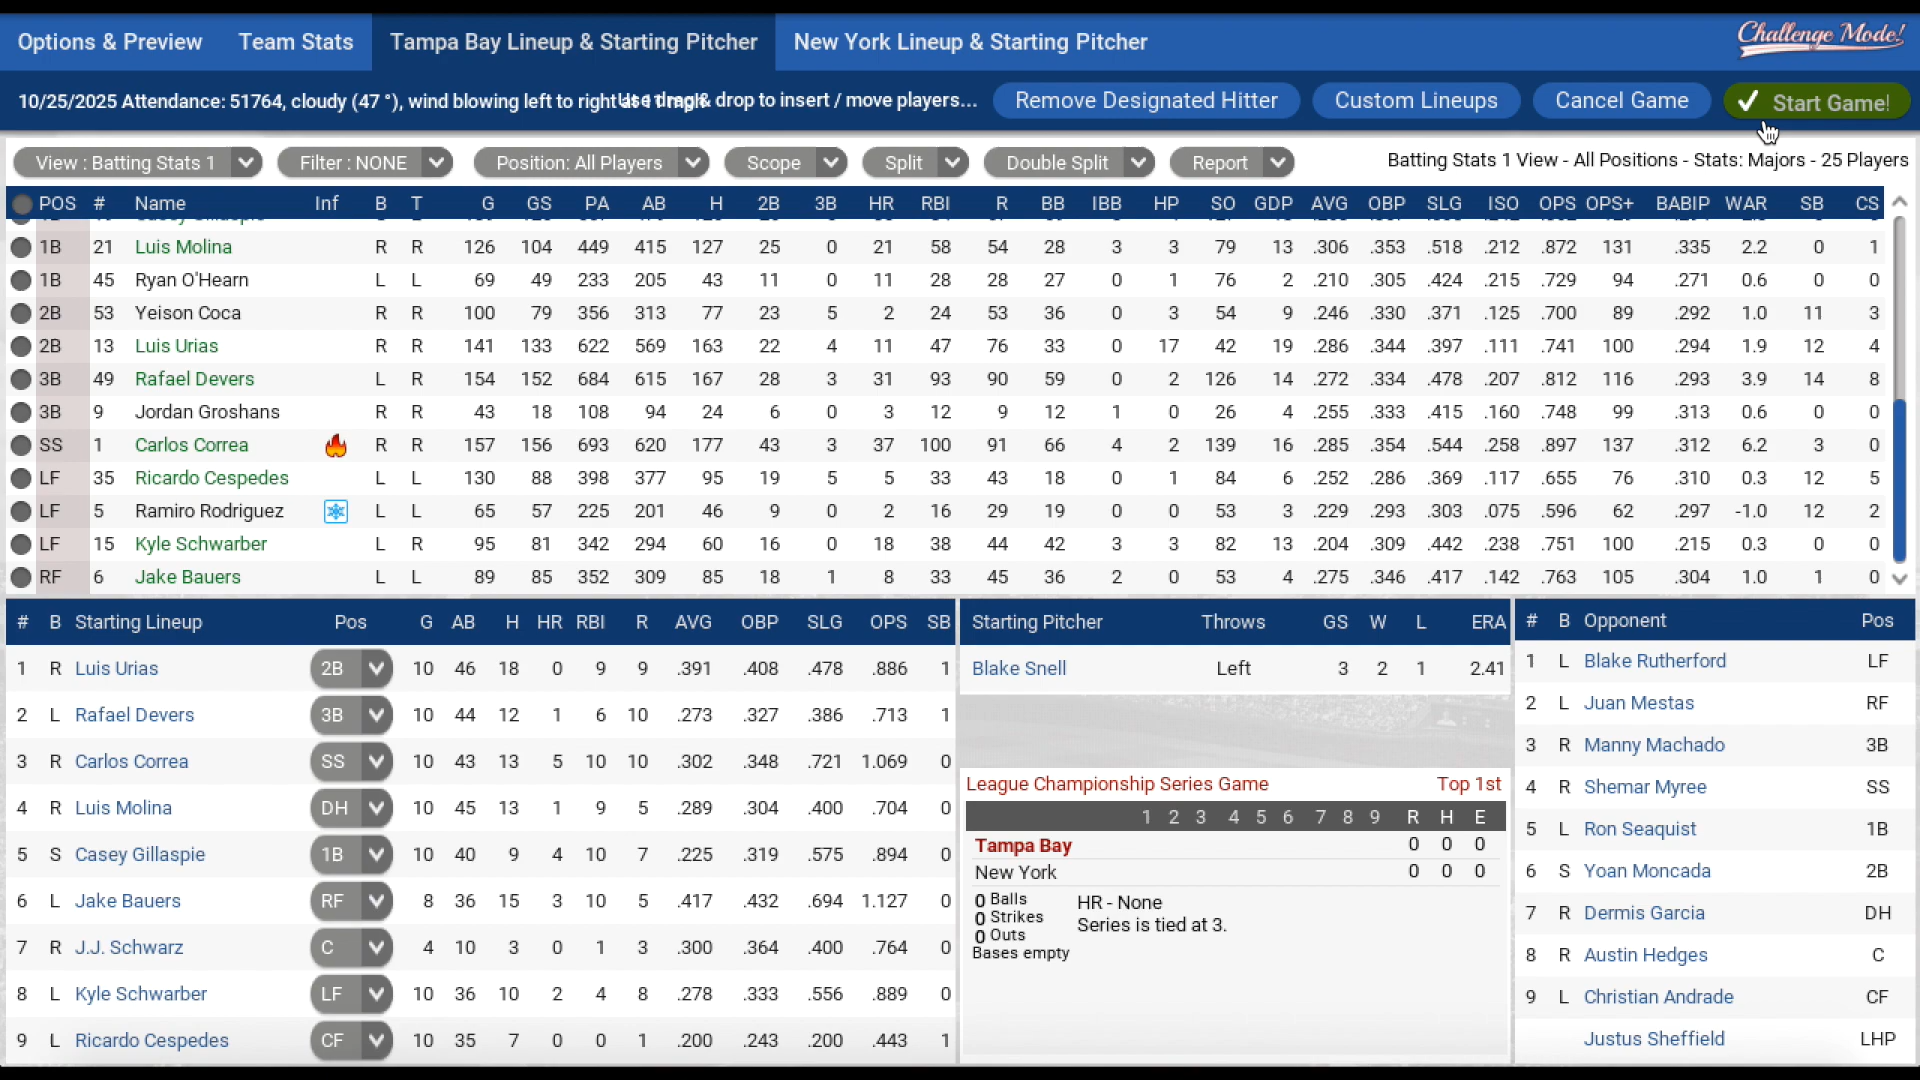 Options & Preview Team Stats Tampa Bay Lineup & Starting Pitcher New York Lineup & Starting Pitcher Challenge Mode!
10/25/2025 Attendance: 51764, cloudy (47 °), wind blowing left to right at 11 mph Use drag & drop to insert / move players... Remove Designated Hitter Custom Lineups Cancel Game Start Game!
View : Batting Stats 1 Filter : NONE Position: All Players Scope Split Double Split Report Batting Stats 1 View - All Positions - Stats: Majors - 25 Players
POS # Name Inf B T G GS PA AB H 2B 3B HR RBI R BB IBB HP SO GDP AVG OBP SLG ISO OPS OPS+ BABIP WAR SB CS
1B 21 Luis Molina R R 126 104 449 415 127 25 0 21 58 54 28 3 3 79 13 .306 .353 .518 .212 .872 131 .335 2.2 0 1
1B 45 Ryan O'Hearn L L 69 49 233 205 43 11 0 11 28 28 27 0 1 76 2 .210 .305 .424 .215 .729 94 .271 0.6 0 0
2B 53 Yeison Coca R R 100 79 356 313 77 23 5 2 24 53 36 0 3 54 9 .246 .330 .371 .125 .700 89 .292 1.0 11 3
2B 13 Luis Urias R R 141 133 622 569 163 22 4 11 47 76 33 0 17 42 19 .286 .344 .397 .111 .741 100 .294 1.9 12 4
3B 49 Rafael Devers L R 154 152 684 615 167 28 3 31 93 90 59 0 2 126 14 .272 .334 .478 .207 .812 116 .293 3.9 14 8
3B 9 Jordan Groshans R R 43 18 108 94 24 6 0 3 12 9 12 1 0 26 4 .255 .333 .415 .160 .748 99 .313 0.6 0 0
SS 1 Carlos Correa R R 157 156 693 620 177 43 3 37 100 91 66 4 2 139 16 .285 .354 .544 .258 .897 137 .312 6.2 3 0
LF 35 Ricardo Cespedes L L 130 88 398 377 95 19 5 5 33 43 18 0 1 84 6 .252 .286 .369 .117 .655 76 .310 0.3 12 5
LF 5 Ramiro Rodriguez L L 65 57 225 201 46 9 0 2 16 29 19 0 0 53 3 .229 .293 .303 .075 .596 62 .297 -1.0 12 2
LF 15 Kyle Schwarber L R 95 81 342 294 60 16 0 18 38 44 42 3 3 82 13 .204 .309 .442 .238 .751 100 .215 0.3 0 0
RF 6 Jake Bauers L L 89 85 352 309 85 18 1 8 33 45 36 2 0 53 4 .275 .346 .417 .142 .763 105 .304 1.0 1 0
# B Starting Lineup Pos G AB H HR RBI R AVG OBP SLG OPS SB
1 R Luis Urias 2B 10 46 18 0 9 9 .391 .408 .478 .886 1
2 L Rafael Devers 3B 10 44 12 1 6 10 .273 .327 .386 .713 1
3 R Carlos Correa SS 10 43 13 5 10 10 .302 .348 .721 1.069 0
4 R Luis Molina DH 10 45 13 1 9 5 .289 .304 .400 .704 0
5 S Casey Gillaspie 1B 10 40 9 4 10 7 .225 .319 .575 .894 0
6 L Jake Bauers RF 8 36 15 3 10 5 .417 .432 .694 1.127 0
7 R J.J. Schwarz C 4 10 3 0 1 3 .300 .364 .400 .764 0
8 L Kyle Schwarber LF 10 36 10 2 4 8 .278 .333 .556 .889 0
9 L Ricardo Cespedes CF 10 35 7 0 0 1 .200 .243 .200 .443 1
Starting Pitcher Throws GS W L ERA
Blake Snell Left 3 2 1 2.41
League Championship Series Game Top 1st
1 2 3 4 5 6 7 8 9 R H E
Tampa Bay 0 0 0
New York 0 0 0
0 Balls
0 Strikes
0 Outs
Bases empty
HR - None
Series is tied at 3.
# B Opponent Pos
1 L Blake Rutherford LF
2 L Juan Mestas RF
3 R Manny Machado 3B
4 R Shemar Myree SS
5 L Ron Seaquist 1B
6 S Yoan Moncada 2B
7 R Dermis Garcia DH
8 R Austin Hedges C
9 L Christian Andrade CF
Justus Sheffield LHP